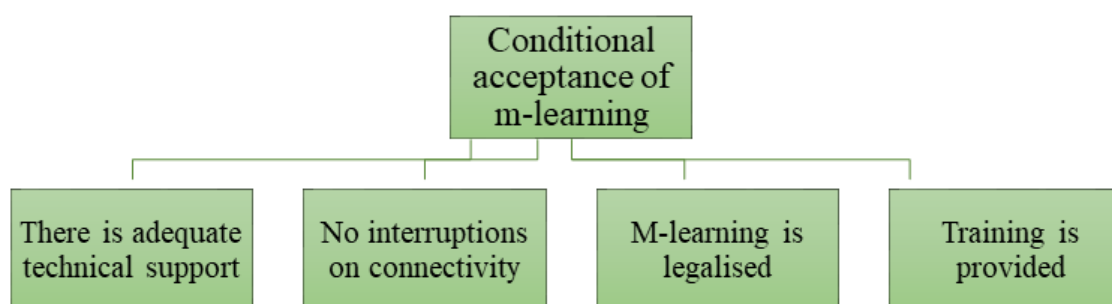 Conditional
acceptance of
m-learning
There is adequate
technical support
No interruptions
on connectivity
M-learning is
legalised
Training is
provided